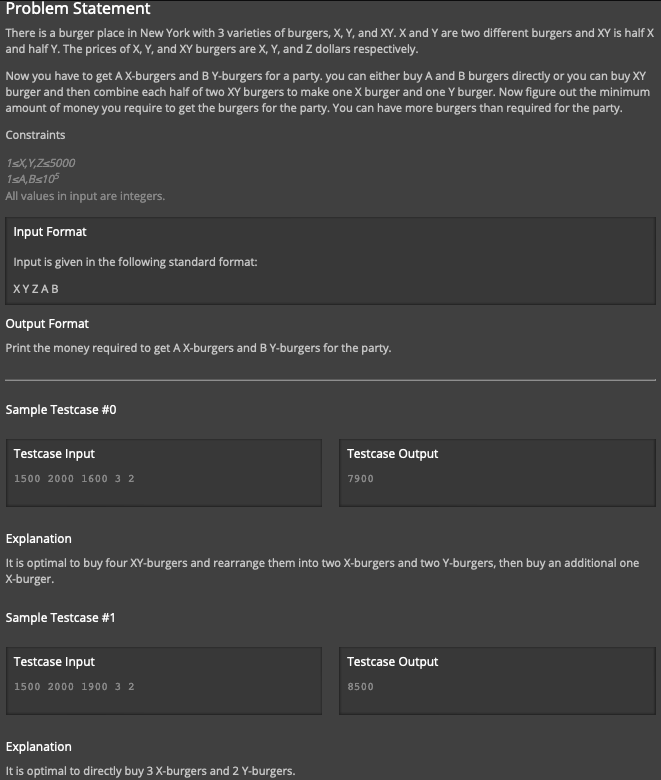 Problem Statement
There is a burger place in New York with 3 varieties of burgers, X, Y, and XY. X and Y are two different burgers and XY is half X
and half Y. The prices of X, Y, and XY burgers are X, Y, and Z dollars respectively.
Now you have to get A X-burgers and B Y-burgers for a party. you can either buy A and B burgers directly or you can buy XY
burger and then combine each half of two XY burgers to make one X burger and one Y burger. Now figure out the minimum
amount of money you require to get the burgers for the party. You can have more burgers than required for the party.
Constraints
1≤X,Y,Z≤5000
1≤A,B≤10⁵
All values in input are integers.
Input Format
Input is given in the following standard format:
X Y Z A B
Output Format
Print the money required to get A X-burgers and B Y-burgers for the party.
Sample Testcase #0
Testcase Input
1500 2000 1600 3 2
Testcase Output
7900
Explanation
It is optimal to buy four XY-burgers and rearrange them into two X-burgers and two Y-burgers, then buy an additional one
X-burger.
Sample Testcase #1
Testcase Input
1500 2000 1900 3 2
Testcase Output
8500
Explanation
It is optimal to directly buy 3 X-burgers and 2 Y-burgers.